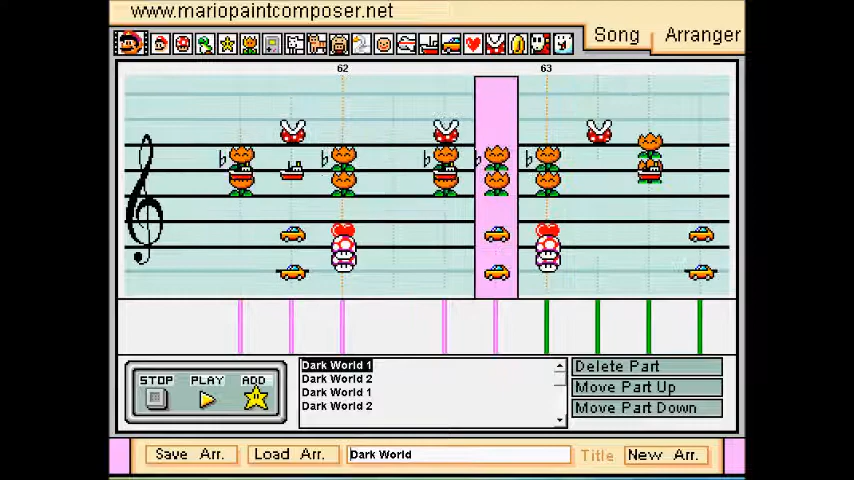 www.mariopaintcomposer.net
Song
Arranger
62
63
STOP
PLAY
ADD
Dark World 1
Dark World 2
Dark World 1
Dark World 2
Delete Part
Move Part Up
Move Part Down
Save Arr.
Load Arr.
Dark World
Title
New Arr.